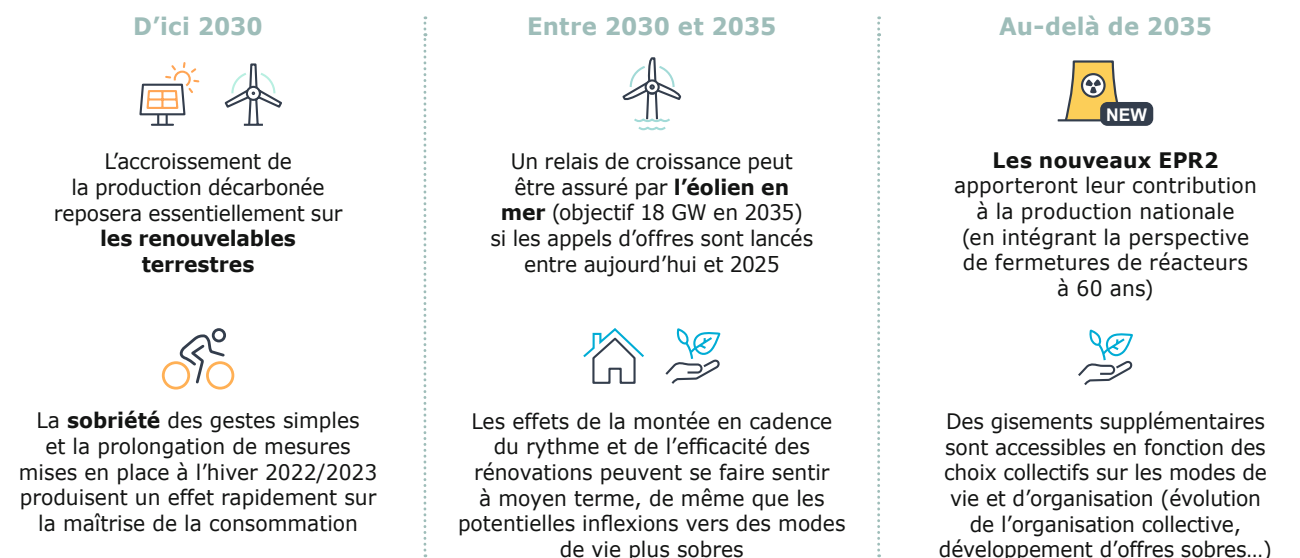 D’ici 2030
L’accroissement de
la production décarbonée
reposera essentiellement sur
les renouvelables
terrestres
La sobriété des gestes simples
et la prolongation de mesures
mises en place à l’hiver 2022/2023
produisent un effet rapidement sur
la maîtrise de la consommation
Entre 2030 et 2035
Un relais de croissance peut
être assuré par l’éolien en
mer (objectif 18 GW en 2035)
si les appels d’offres sont lancés
entre aujourd’hui et 2025
Les effets de la montée en cadence
du rythme et de l’efficacité des
rénovations peuvent se faire sentir
à moyen terme, de même que les
potentielles inflexions vers des modes
de vie plus sobres
Au-delà de 2035
NEW
Les nouveaux EPR2
apporteront leur contribution
à la production nationale
(en intégrant la perspective
de fermetures de réacteurs
à 60 ans)
Des gisements supplémentaires
sont accessibles en fonction des
choix collectifs sur les modes de
vie et d’organisation (évolution
de l’organisation collective,
développement d’offres sobres…)